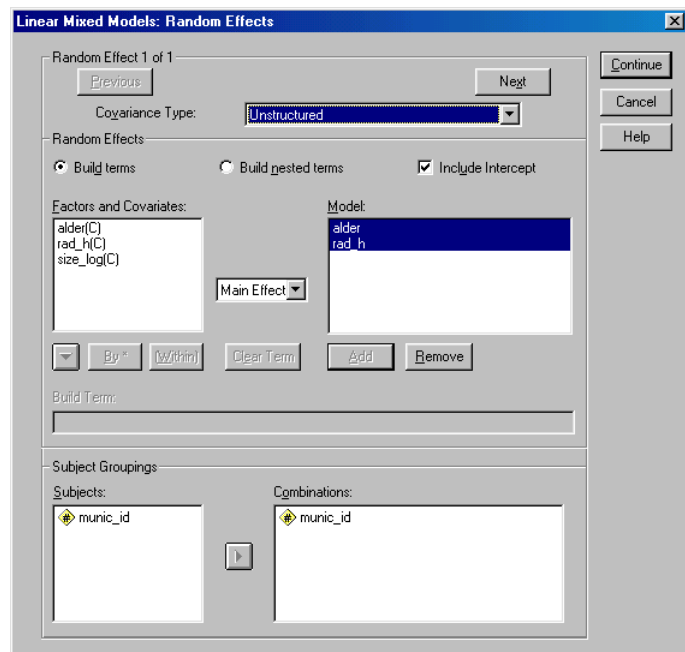 Linear Mixed Models: Random Effects
Random Effect 1 of 1
Previous
Next
Covariance Type:
Unstructured
Continue
Cancel
Help
Random Effects
Build terms
Build nested terms
Include Intercept
Factors and Covariates:
Model:
alder(C)
rad_h(C)
size_log(C)
alder
rad_h
Main Effect
By *
(Within)
Clear Term
Add
Remove
Build Term:
Subject Groupings
Subjects:
Combinations:
# munic_id
# munic_id